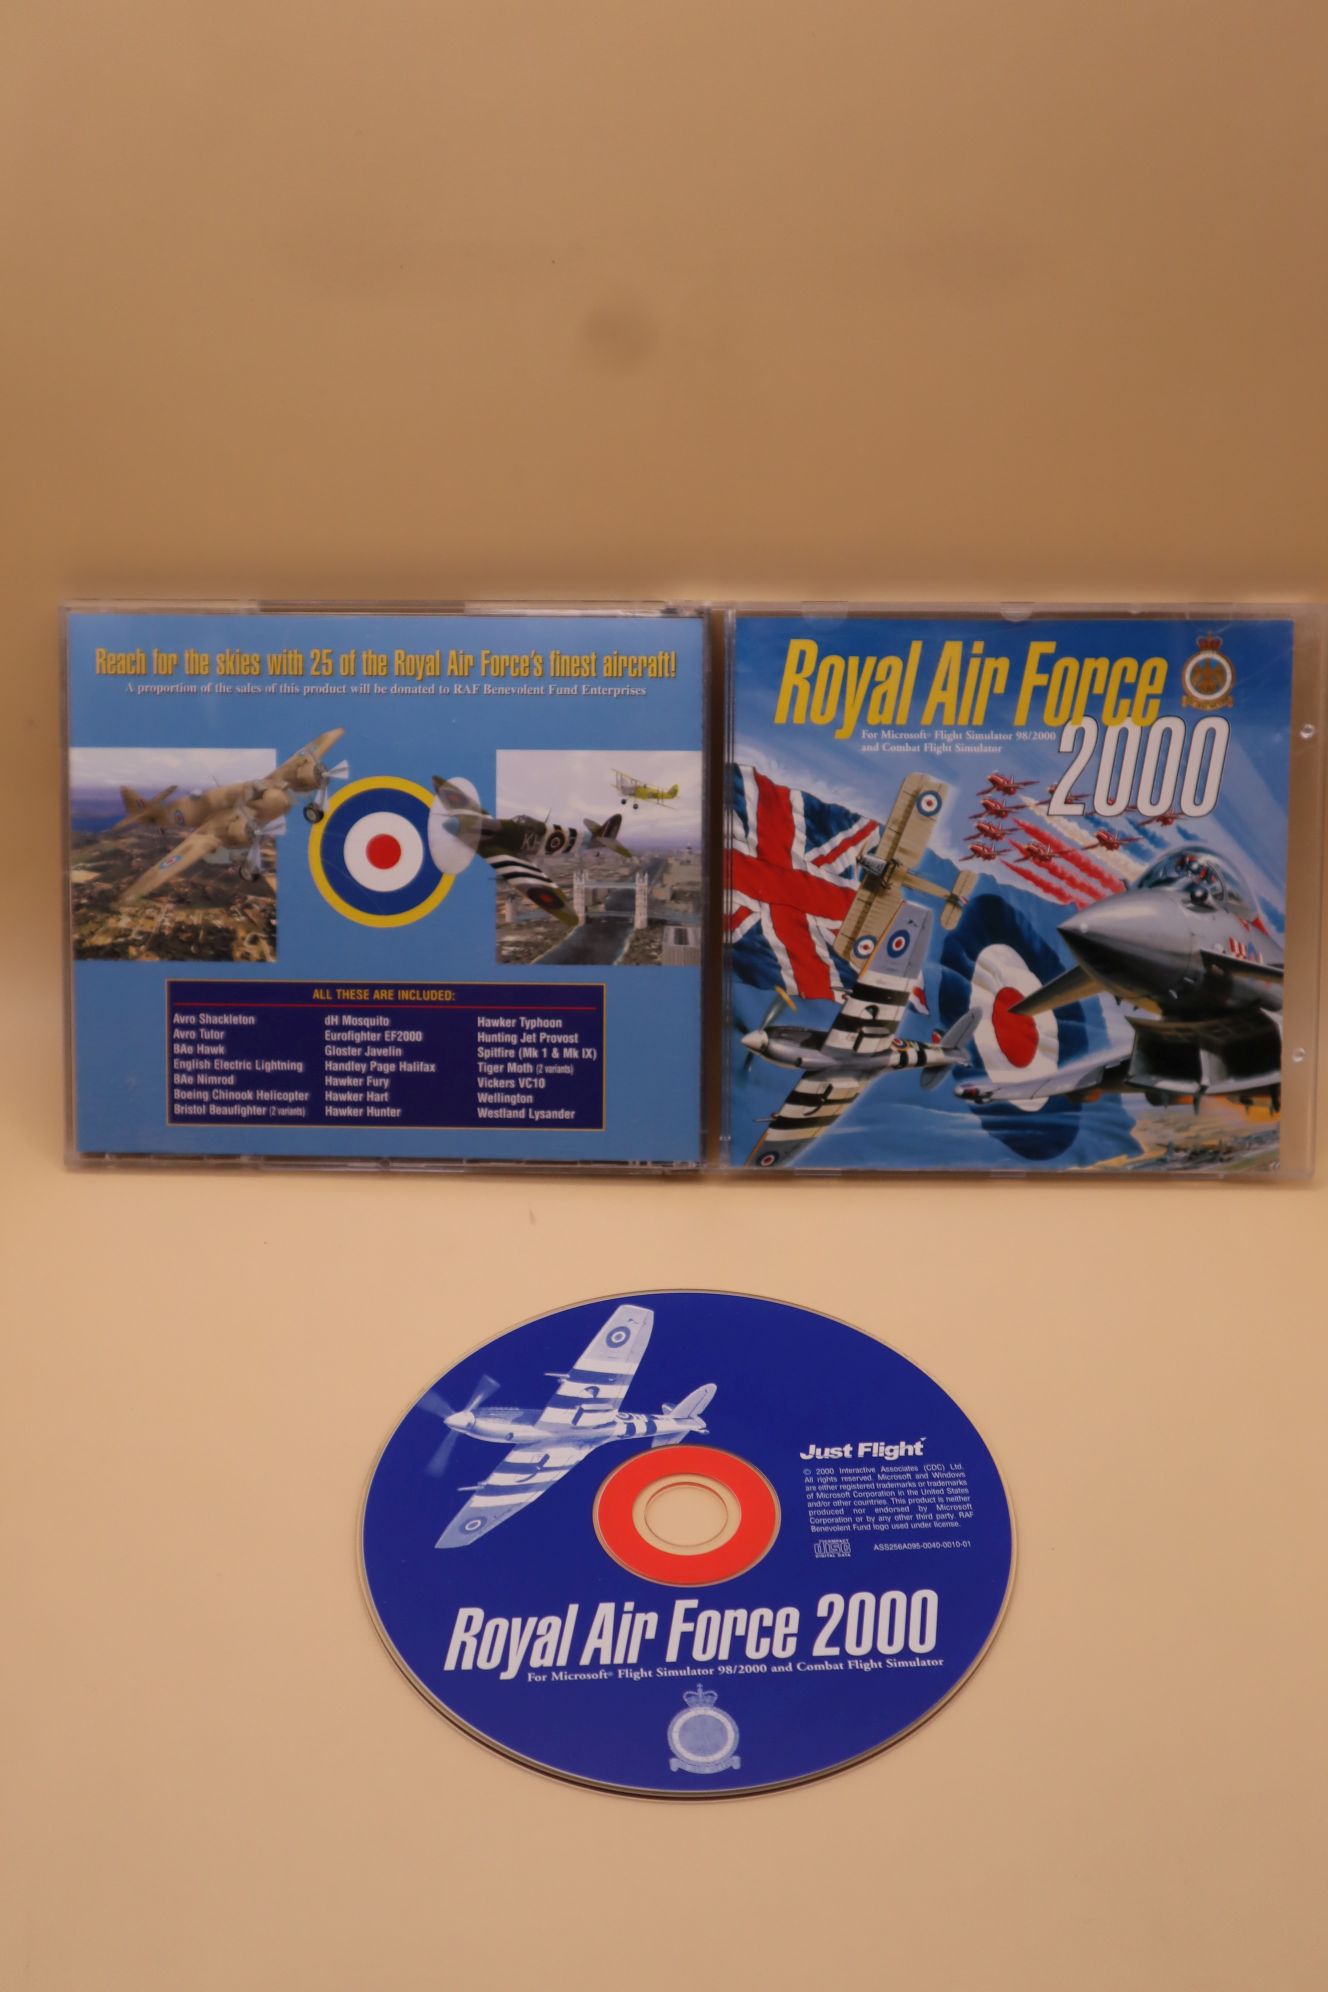 Reach for the skies with 25 of the Royal Air Force's finest aircraft!
A proportion of the sales of this product will be donated to RAF Benevolent Fund Enterprises
ALL THESE ARE INCLUDED:
Avro Shackleton
Avro Tutor
BAe Hawk
English Electric Lightning
BAe Nimrod
Boeing Chinook Helicopter
Bristol Beaufighter (2 variants)
dH Mosquito
Eurofighter EF2000
Gloster Javelin
Handley Page Halifax
Hawker Fury
Hawker Hart
Hawker Hunter
Hawker Typhoon
Hunting Jet Provost
Spitfire (Mk 1 & Mk IX)
Tiger Moth (2 variants)
Vickers VC10
Wellington
Westland Lysander
Royal Air Force
2000
For Microsoft® Flight Simulator 98/2000
and Combat Flight Simulator
Just Flight
© 2000 Interactive Associates (CDC) Ltd.
All rights reserved. Microsoft and Windows
are either registered trademarks or trademarks
of Microsoft Corporation in the United States
and/or other countries. This product is neither
produced nor endorsed by Microsoft
Corporation or by any other third party. RAF
Benevolent Fund logo used under license.
COMPACT
disc
DIGITAL DATA
ASS256A095-0040-0010-01
Royal Air Force 2000
For Microsoft® Flight Simulator 98/2000 and Combat Flight Simulator